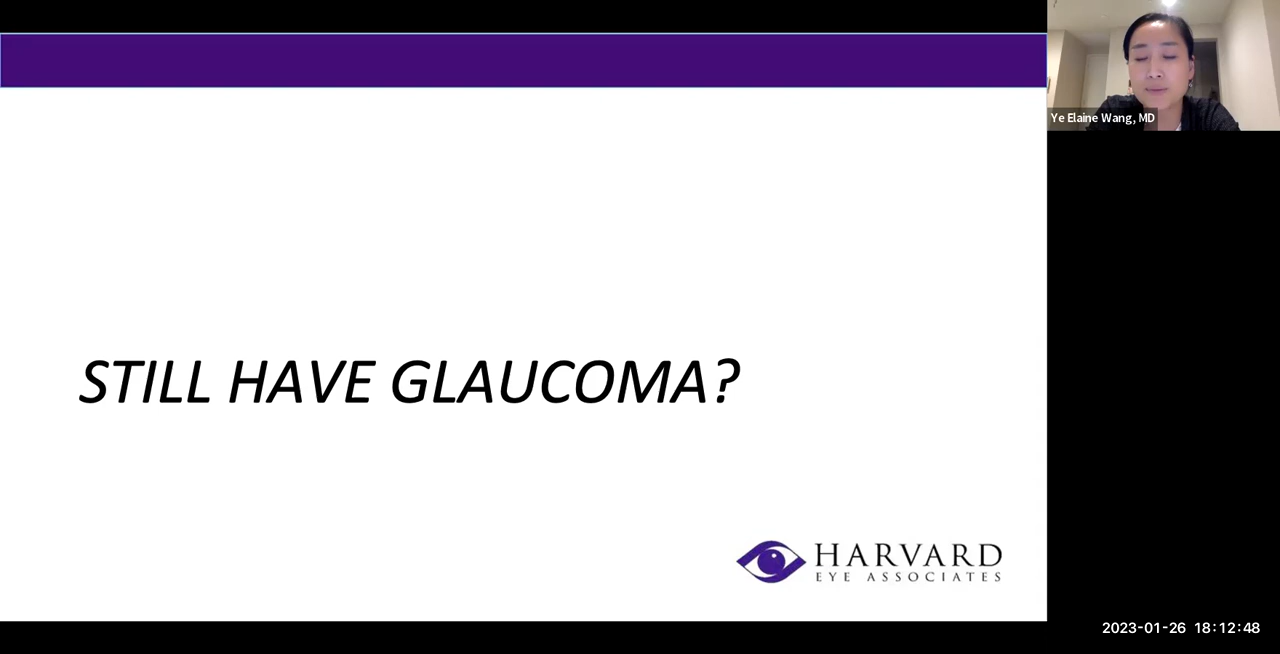 Ye Elaine Wang, MD
STILL HAVE GLAUCOMA?
HARVARD
EYE ASSOCIATES
2023-01-26 18:12:48